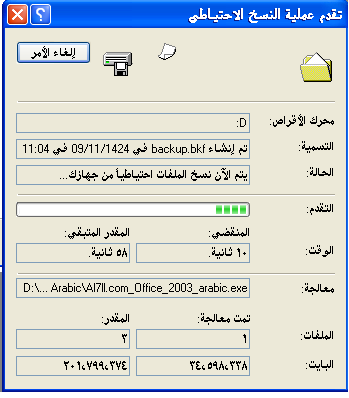 تقدم عملية النسخ الاحتياطي
إلغاء الأمر
محرك الأقراص: D:
التسمية: تم إنشاء backup.bkf في 09/11/1424 في 11:04
الحالة: يتم الآن نسخ الملفات احتياطياً من جهازك...
التقدم:
المنقضي: المقدر المتبقي:
الوقت: ١٠ ثانية. ٥٨ ثانية.
معالجة: D:\... Arabic\Al7ll.com_Office_2003_arabic.exe
تمت معالجة: المقدر:
الملفات: ١ ٣
البايت: ٣٤،٥٩٨،٣٣٨ ٢٠١،٧٩٩،٣٧٤